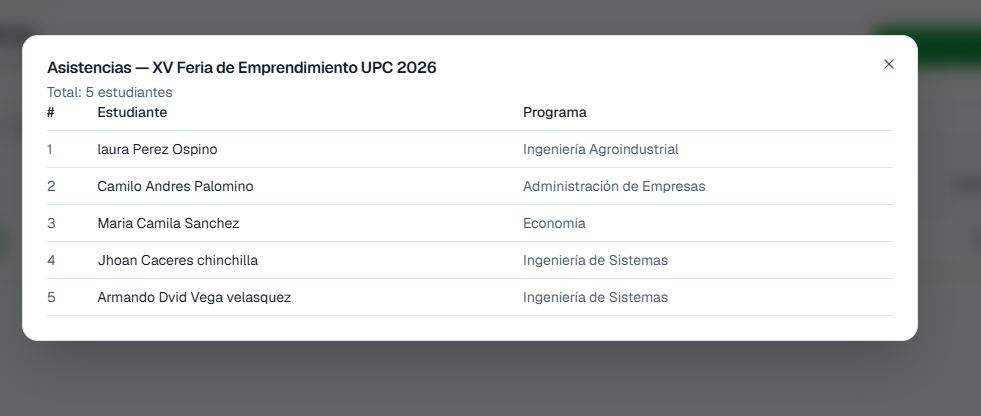 Asistencias — XV Feria de Emprendimiento UPC 2026
Total: 5 estudiantes
# Estudiante Programa
1 laura Perez Ospino Ingeniería Agroindustrial
2 Camilo Andres Palomino Administración de Empresas
3 Maria Camila Sanchez Economía
4 Jhoan Caceres chinchilla Ingeniería de Sistemas
5 Armando Dvid Vega velasquez Ingeniería de Sistemas